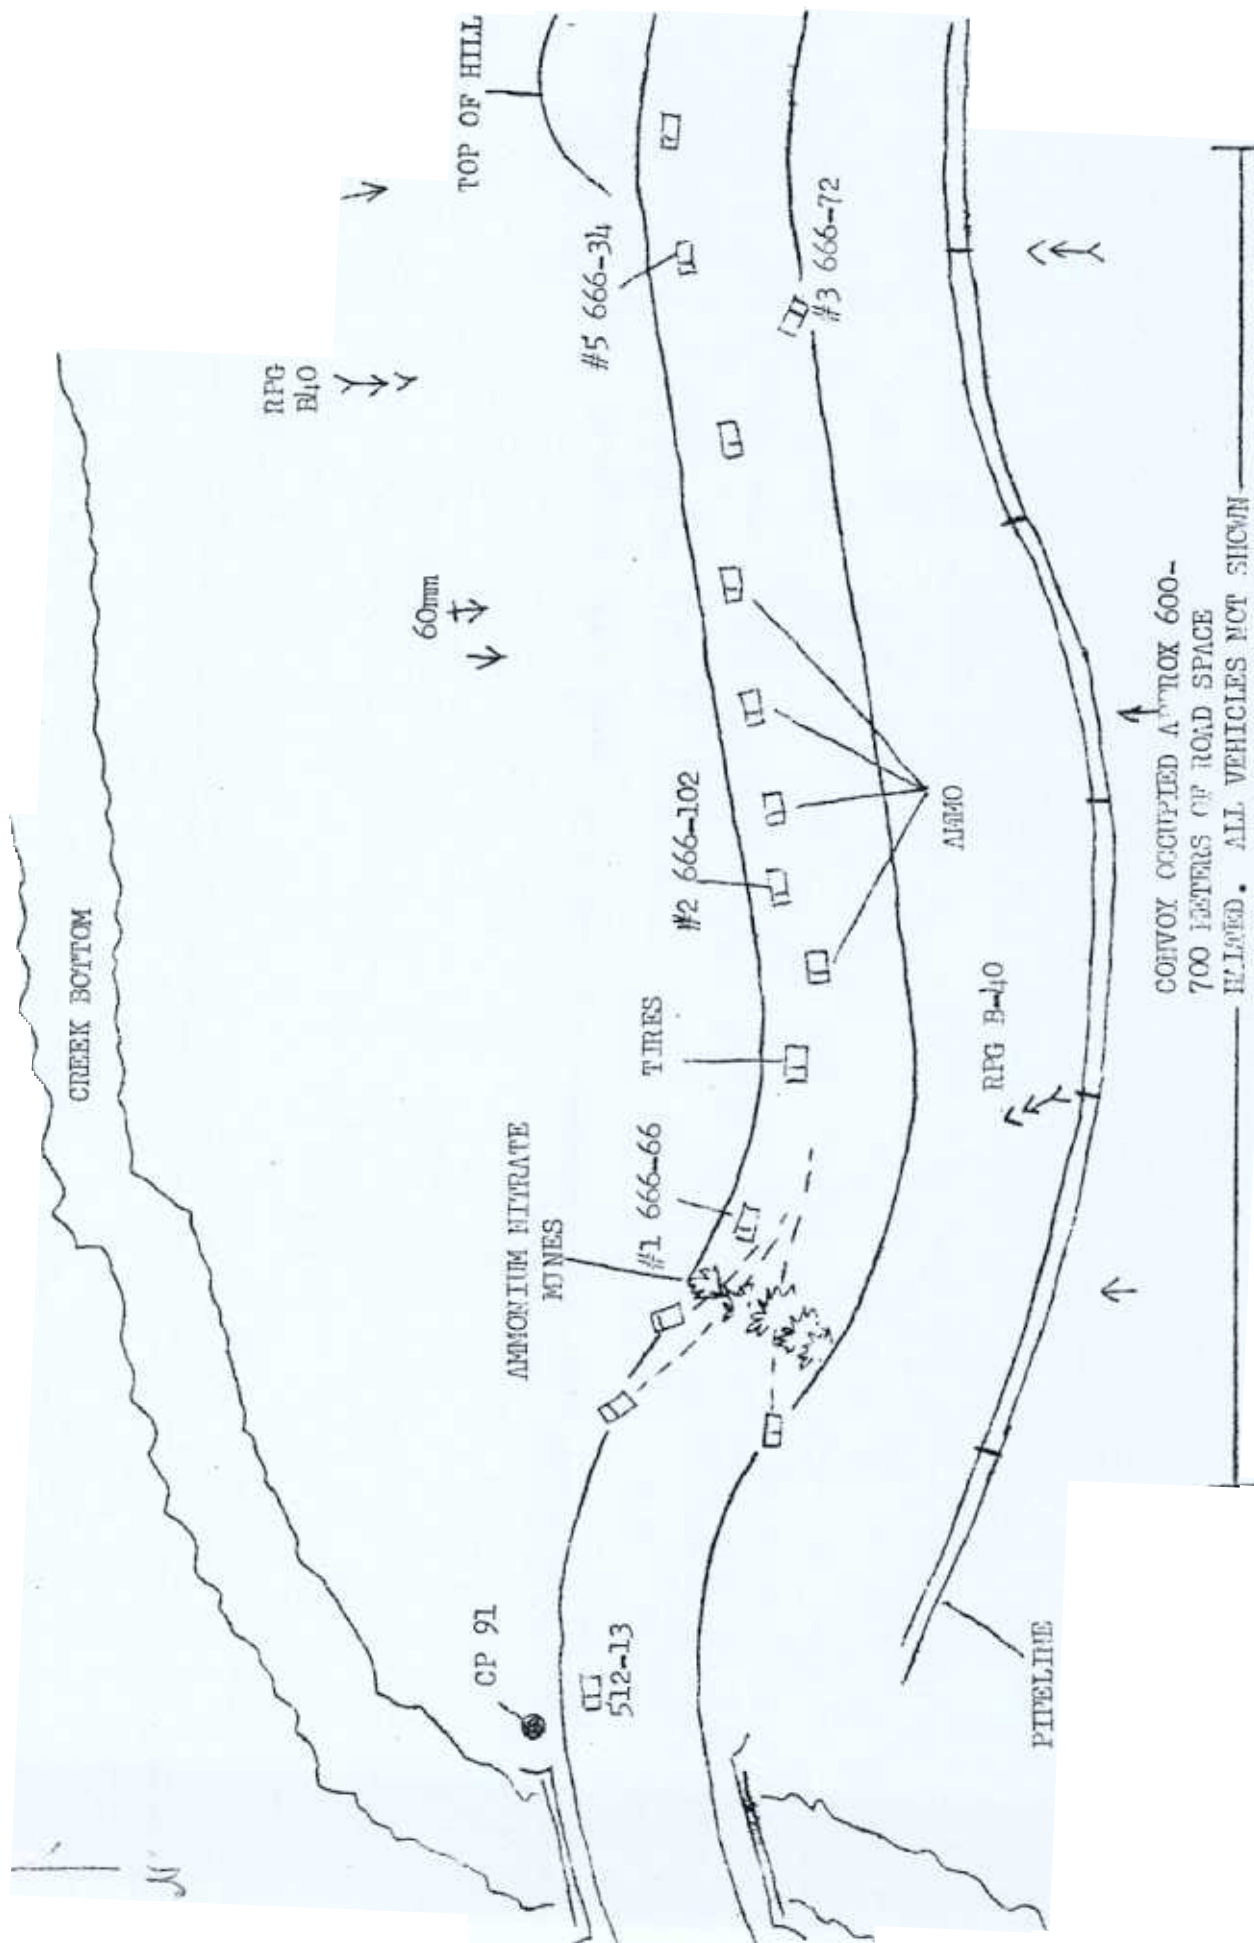 CREEK BOTTOM
RPG
B40
60mm
TOP OF HILL
CP 91
512-13
AMMONIUM NITRATE
MINES
#1 666-66
TIRES
#2 666-102
#5 666-34
#3 666-72
AMMO
RPG B-40
PIPELINE
CONVOY OCCUPIED APPROX 600-
700 METERS OF ROAD SPACE
HALTED. ALL VEHICLES NOT SHOWN
N